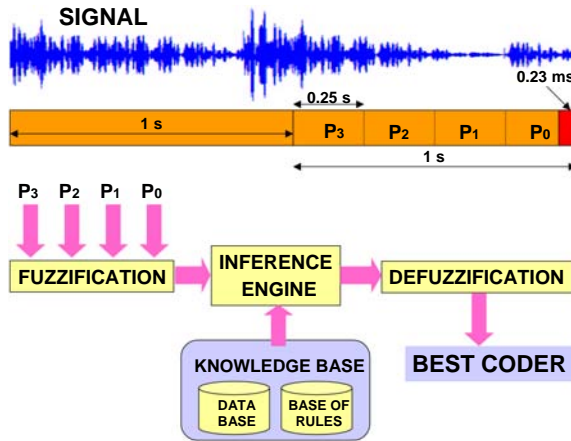 SIGNAL
0.23 ms
0.25 s
1 s
P3 P2 P1 P0
1 s
P3 P2 P1 P0
FUZZIFICATION
INFERENCE
ENGINE
DEFUZZIFICATION
KNOWLEDGE BASE
DATA
BASE
BASE OF
RULES
BEST CODER